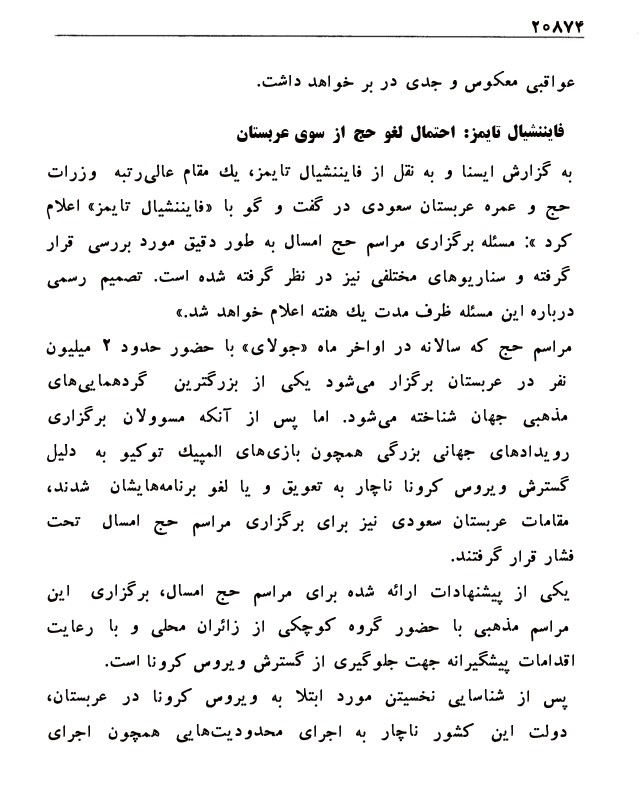 ۲۰۸۷۴
عواقبی معکوس و جدی در بر خواهد داشت.
فایننشیال تایمز: احتمال لغو حج از سوی عربستان
به گزارش ایسنا و به نقل از فایننشیال تایمز، یك مقام عالی‌رتبه وزرات
حج و عمره عربستان سعودی در گفت و گو با «فایننشیال تایمز» اعلام
کرد »: مسئله برگزاری مراسم حج امسال به طور دقیق مورد بررسی قرار
گرفته و سناریوهای مختلفی نیز در نظر گرفته شده است. تصمیم رسمی
درباره این مسئله ظرف مدت یك هفته اعلام خواهد شد.»
مراسم حج که سالانه در اواخر ماه «جولای» با حضور حدود ۲ میلیون
نفر در عربستان برگزار می‌شود یکی از بزرگترین گردهمایی‌های
مذهبی جهان شناخته می‌شود. اما پس از آنکه مسوولان برگزاری
رویدادهای جهانی بزرگی همچون بازی‌های المپیك توکیو به دلیل
گسترش ویروس کرونا ناچار به تعویق و یا لغو برنامه‌هایشان شدند،
مقامات عربستان سعودی نیز برای برگزاری مراسم حج امسال تحت
فشار قرار گرفتند.
یکی از پیشنهادات ارائه شده برای مراسم حج امسال، برگزاری این
مراسم مذهبی با حضور گروه کوچکی از زائران محلی و با رعایت
اقدامات پیشگیرانه جهت جلوگیری از گسترش ویروس کرونا است.
پس از شناسایی نخسیتن مورد ابتلا به ویروس کرونا در عربستان،
دولت این کشور ناچار به اجرای محدودیت‌هایی همچون اجرای